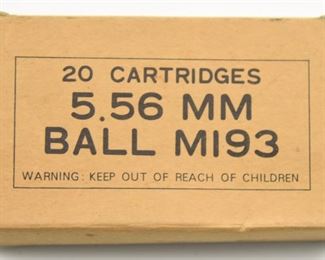 20 CARTRIDGES
5.56 MM
BALL M193
WARNING: KEEP OUT OF REACH OF CHILDREN